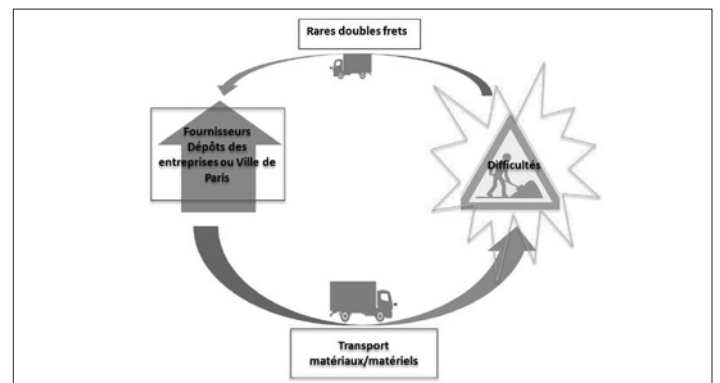 Rares doubles frets
Fournisseurs
Dépôts des
entreprises ou Ville de
Paris
Difficultés
Transport
matériaux/matériels